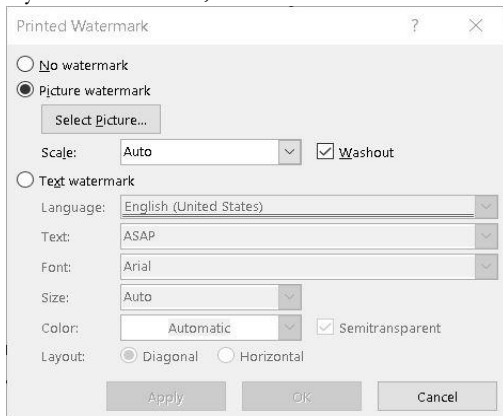 Printed Watermark ?
No watermark
Picture watermark
Select Picture...
Scale: Auto Washout
Text watermark
Language: English (United States)
Text: ASAP
Font: Arial
Size: Auto
Color: Automatic Semitransparent
Layout: Diagonal Horizontal
Apply OK Cancel